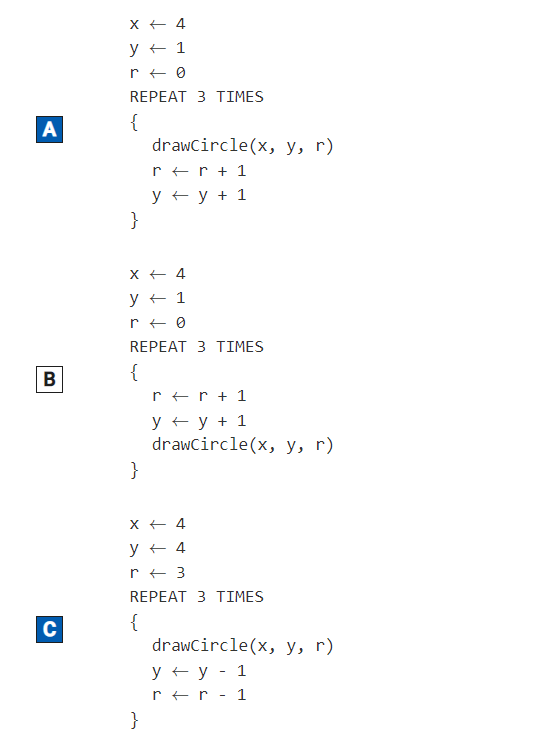 x ← 4
y ← 1
r ← 0
REPEAT 3 TIMES
A
{
drawCircle(x, y, r)
r ← r + 1
y ← y + 1
}
x ← 4
y ← 1
r ← 0
REPEAT 3 TIMES
B
{
r ← r + 1
y ← y + 1
drawCircle(x, y, r)
}
x ← 4
y ← 4
r ← 3
REPEAT 3 TIMES
C
{
drawCircle(x, y, r)
y ← y - 1
r ← r - 1
}